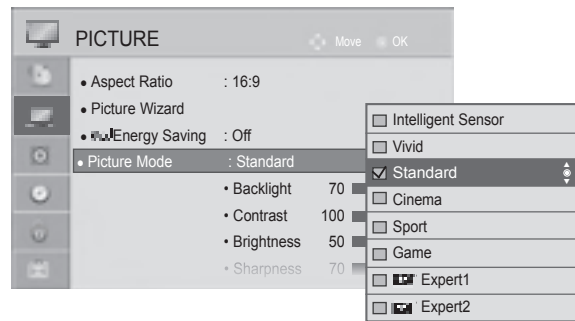 PICTURE
Move OK
• Aspect Ratio : 16:9
• Picture Wizard
• Energy Saving : Off
• Picture Mode : Standard
• Backlight 70
• Contrast 100
• Brightness 50
• Sharpness 70
Intelligent Sensor
Vivid
Standard
Cinema
Sport
Game
Expert1
Expert2